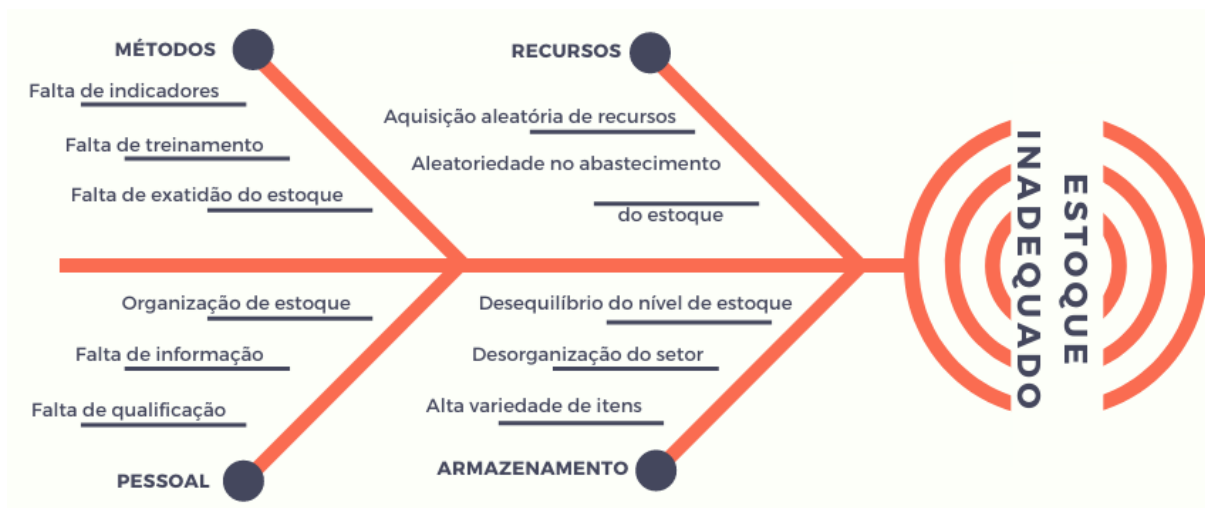 MÉTODOS
Falta de indicadores
Falta de treinamento
Falta de exatidão do estoque
RECURSOS
Aquisição aleatória de recursos
Aleatoriedade no abastecimento
do estoque
Organização de estoque
Falta de informação
Falta de qualificação
PESSOAL
Desequilíbrio do nível de estoque
Desorganização do setor
Alta variedade de itens
ARMAZENAMENTO
ESTOQUE
INADEQUADO